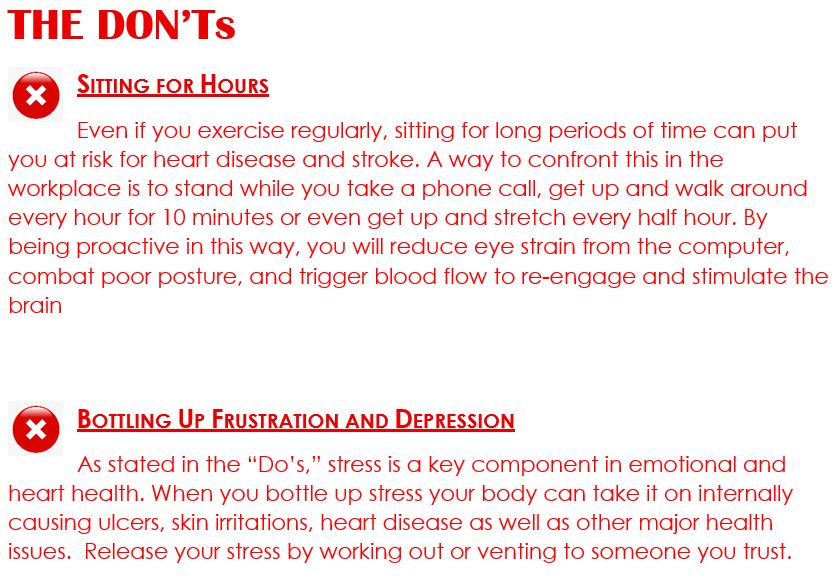 THE DON’Ts
SITTING FOR HOURS
Even if you exercise regularly, sitting for long periods of time can put
you at risk for heart disease and stroke. A way to confront this in the
workplace is to stand while you take a phone call, get up and walk around
every hour for 10 minutes or even get up and stretch every half hour. By
being proactive in this way, you will reduce eye strain from the computer,
combat poor posture, and trigger blood flow to re-engage and stimulate the
brain
BOTTLING UP FRUSTRATION AND DEPRESSION
As stated in the “Do’s,” stress is a key component in emotional and
heart health. When you bottle up stress your body can take it on internally
causing ulcers, skin irritations, heart disease as well as other major health
issues.  Release your stress by working out or venting to someone you trust.